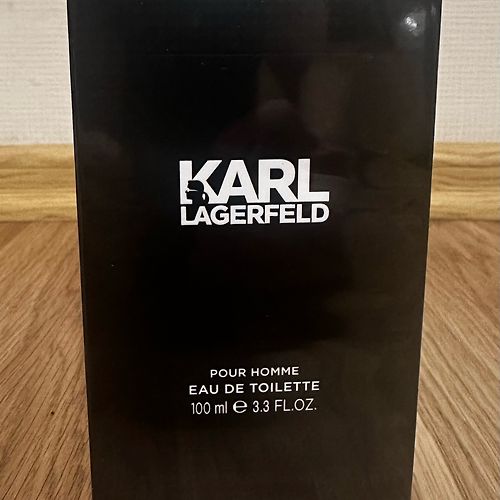 KARL
LAGERFELD
POUR HOMME
EAU DE TOILETTE
100 ml ℮ 3.3 FL.OZ.